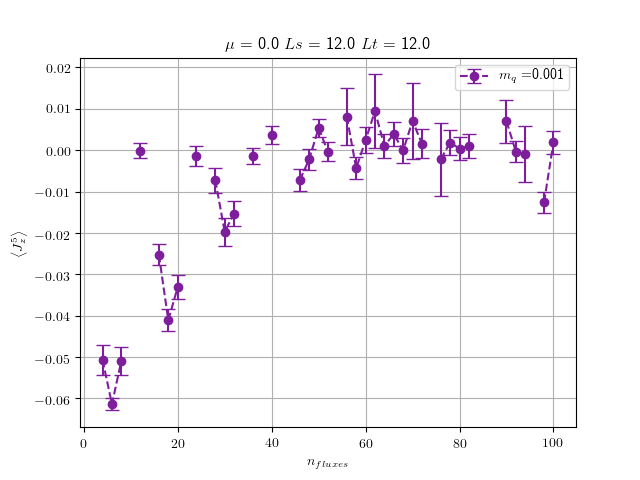 μ = 0.0 Ls = 12.0 Lt = 12.0
m_q =0.001
0.02
0.01
0.00
−0.01
−0.02
−0.03
−0.04
−0.05
−0.06
⟨J_z^5⟩
0 20 40 60 80 100
n_fluxes